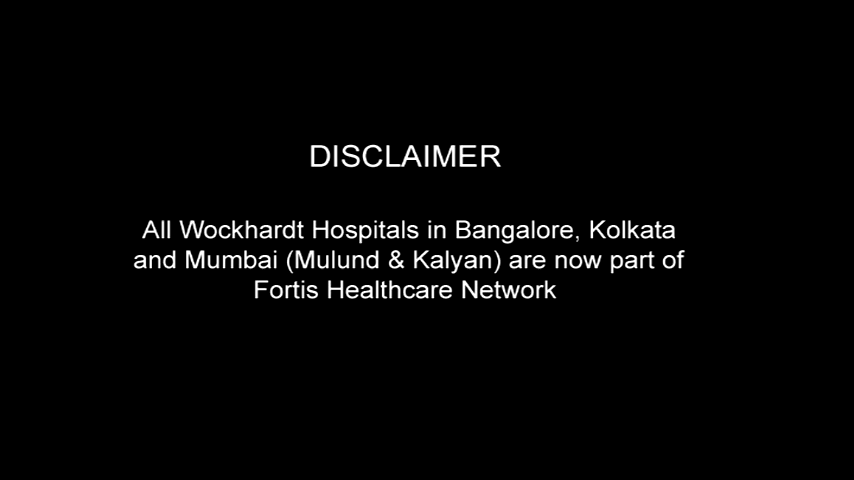 DISCLAIMER
All Wockhardt Hospitals in Bangalore, Kolkata
and Mumbai (Mulund & Kalyan) are now part of
Fortis Healthcare Network